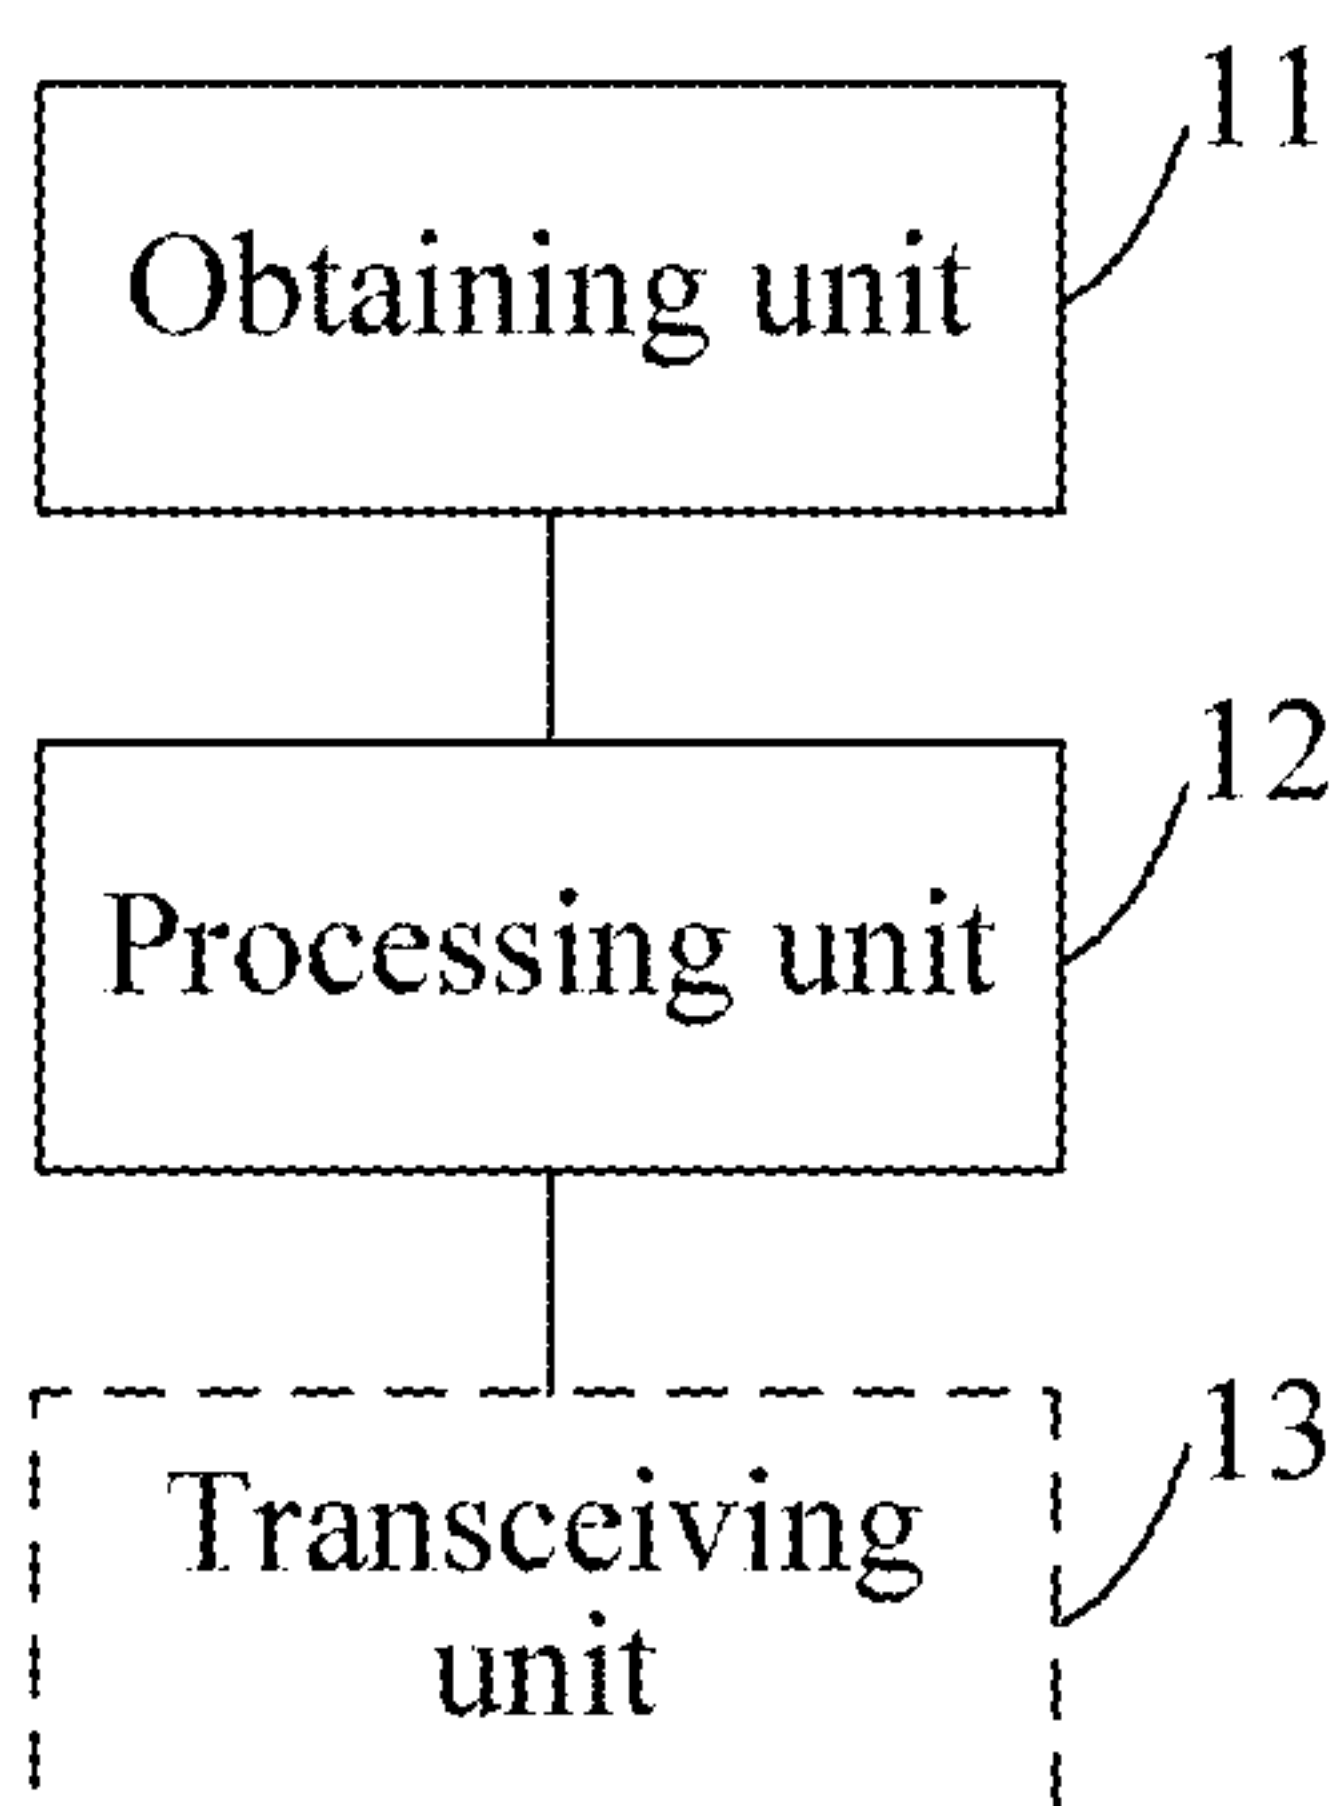 11
Obtaining unit
12
Processing unit
13
Transceiving
unit